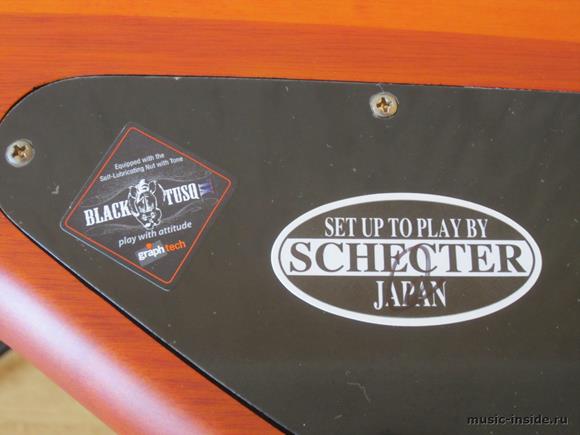 Equipped with the
Self-Lubricating Nut with Tone
BLACK TUSQ
play with attitude
graph tech
SET UP TO PLAY BY
SCHECTER
JAPAN
music-inside.ru